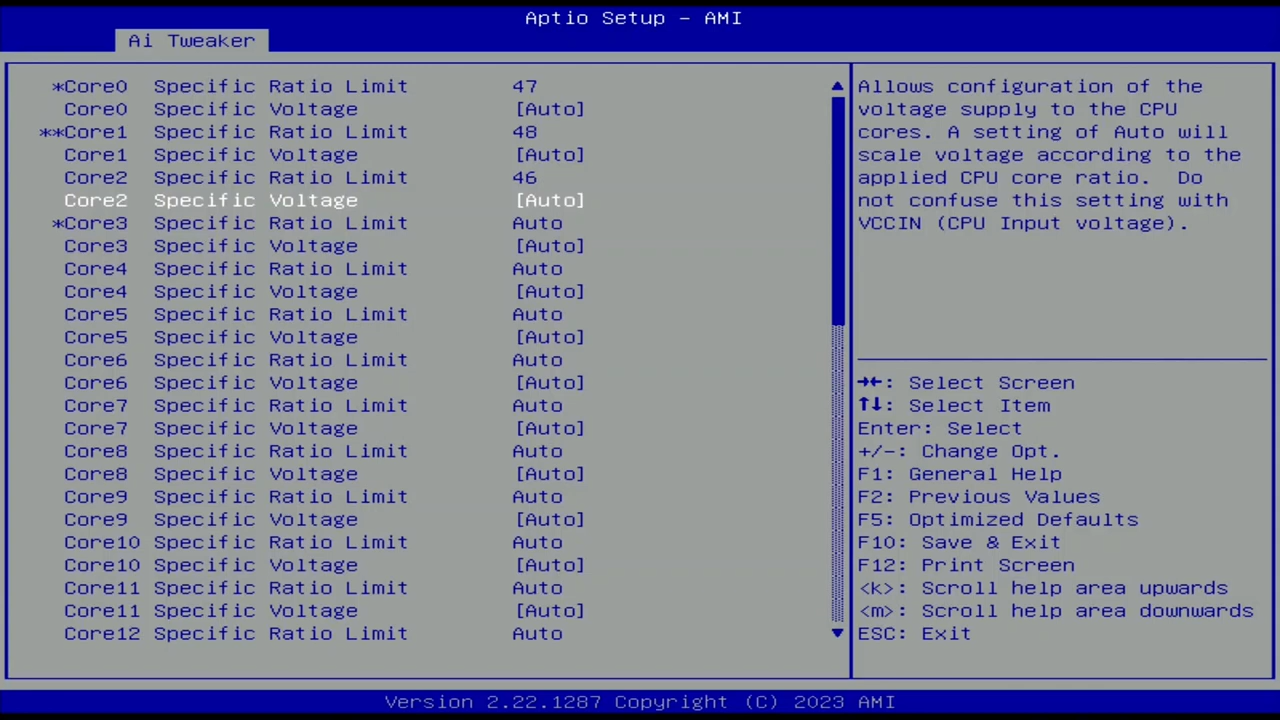 Aptio Setup - AMI
Ai Tweaker
*Core0 Specific Ratio Limit 47
Core0 Specific Voltage [Auto]
**Core1 Specific Ratio Limit 48
Core1 Specific Voltage [Auto]
Core2 Specific Ratio Limit 46
Core2 Specific Voltage [Auto]
*Core3 Specific Ratio Limit Auto
Core3 Specific Voltage [Auto]
Core4 Specific Ratio Limit Auto
Core4 Specific Voltage [Auto]
Core5 Specific Ratio Limit Auto
Core5 Specific Voltage [Auto]
Core6 Specific Ratio Limit Auto
Core6 Specific Voltage [Auto]
Core7 Specific Ratio Limit Auto
Core7 Specific Voltage [Auto]
Core8 Specific Ratio Limit Auto
Core8 Specific Voltage [Auto]
Core9 Specific Ratio Limit Auto
Core9 Specific Voltage [Auto]
Core10 Specific Ratio Limit Auto
Core10 Specific Voltage [Auto]
Core11 Specific Ratio Limit Auto
Core11 Specific Voltage [Auto]
Core12 Specific Ratio Limit Auto
Allows configuration of the
voltage supply to the CPU
cores. A setting of Auto will
scale voltage according to the
applied CPU core ratio. Do
not confuse this setting with
VCCIN (CPU Input voltage).
→←: Select Screen
↑↓: Select Item
Enter: Select
+/-: Change Opt.
F1: General Help
F2: Previous Values
F5: Optimized Defaults
F10: Save & Exit
F12: Print Screen
<k>: Scroll help area upwards
<m>: Scroll help area downwards
ESC: Exit
Version 2.22.1287 Copyright (C) 2023 AMI